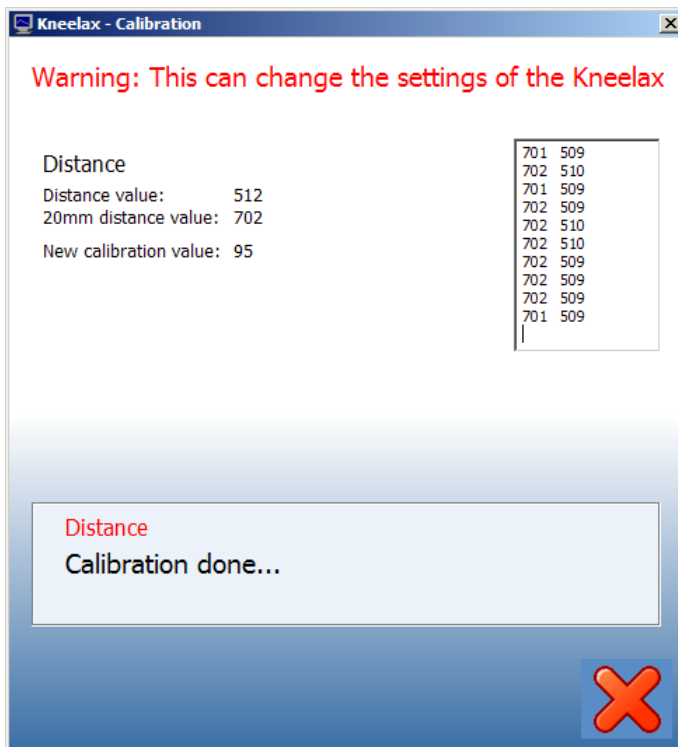 Kneelax - Calibration
Warning: This can change the settings of the Kneelax
Distance
Distance value: 512
20mm distance value: 702
New calibration value: 95
701 509
702 510
701 509
702 509
702 510
702 510
702 509
702 509
702 509
701 509
Distance
Calibration done...